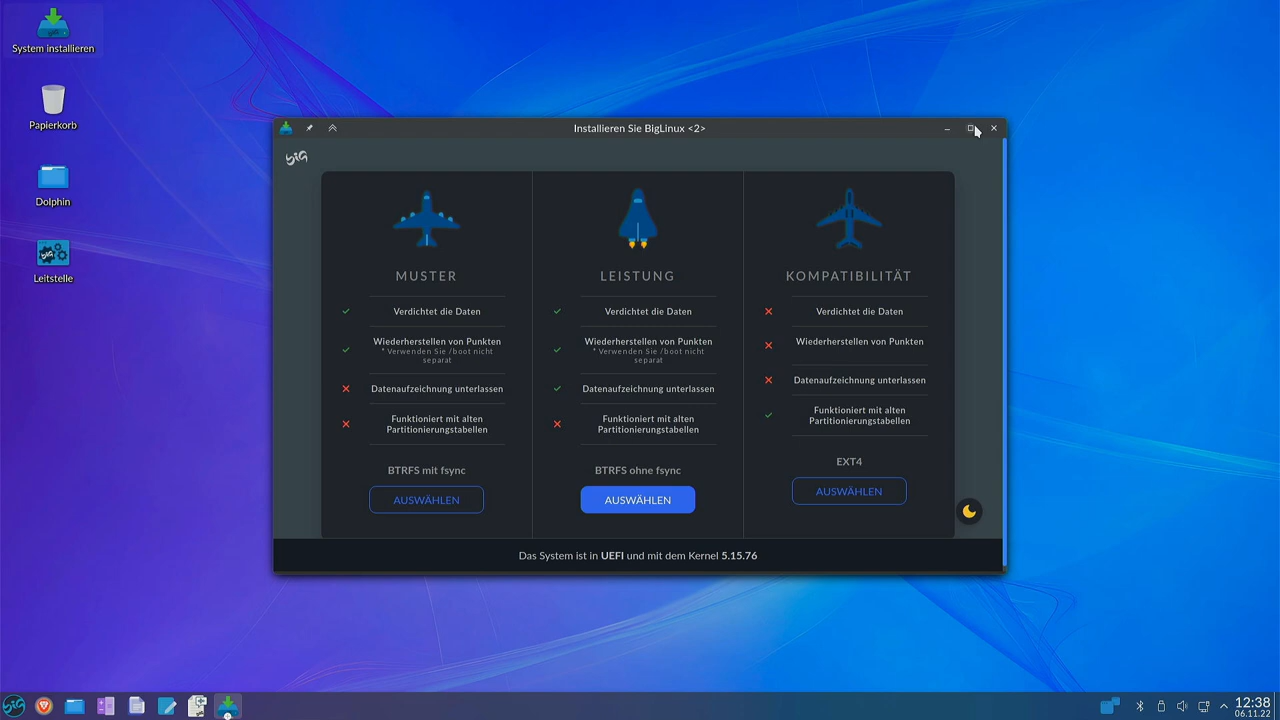 System installieren
Papierkorb
Dolphin
Leitstelle
Installieren Sie BigLinux <2>
biG
MUSTER
Verdichtet die Daten
Wiederherstellen von Punkten
* Verwenden Sie /boot nicht
separat
Datenaufzeichnung unterlassen
Funktioniert mit alten
Partitionierungstabellen
BTRFS mit fsync
AUSWÄHLEN
LEISTUNG
Verdichtet die Daten
Wiederherstellen von Punkten
* Verwenden Sie /boot nicht
separat
Datenaufzeichnung unterlassen
Funktioniert mit alten
Partitionierungstabellen
BTRFS ohne fsync
AUSWÄHLEN
KOMPATIBILITÄT
Verdichtet die Daten
Wiederherstellen von Punkten
Datenaufzeichnung unterlassen
Funktioniert mit alten
Partitionierungstabellen
EXT4
AUSWÄHLEN
Das System ist in UEFI und mit dem Kernel 5.15.76
biG
12:38
06.11.22